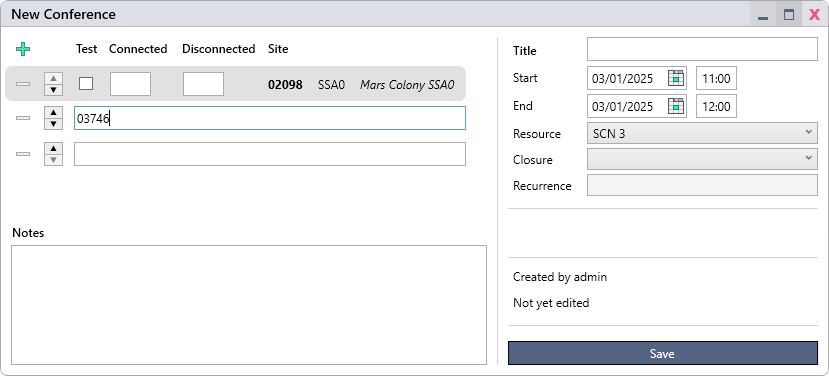 New Conference
Test Connected Disconnected Site
02098 SSA0 Mars Colony SSA0
03746
Notes
Title
Start 03/01/2025 11:00
End 03/01/2025 12:00
Resource SCN 3
Closure
Recurrence
Created by admin
Not yet edited
Save